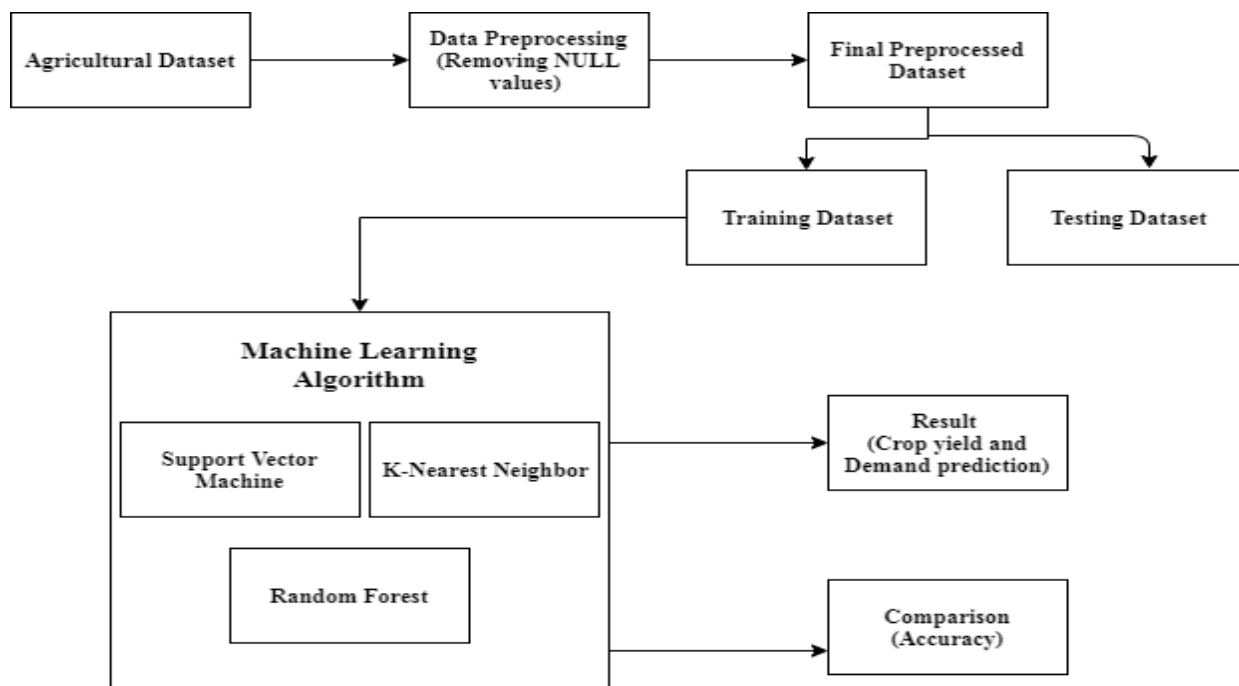 Agricultural Dataset
Data Preprocessing
(Removing NULL
values)
Final Preprocessed
Dataset
Training Dataset
Testing Dataset
Machine Learning
Algorithm
Support Vector
Machine
K-Nearest Neighbor
Random Forest
Result
(Crop yield and
Demand prediction)
Comparison
(Accuracy)